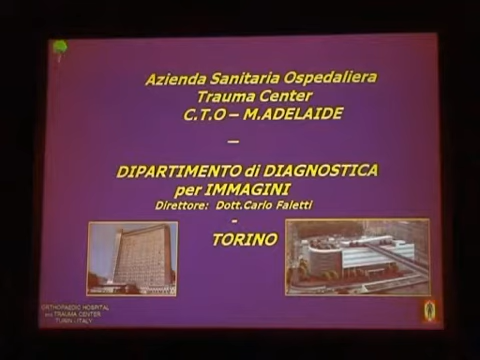 Azienda Sanitaria Ospedaliera
Trauma Center
C.T.O – M.ADELAIDE
–
DIPARTIMENTO di DIAGNOSTICA
per IMMAGINI
Direttore: Dott.Carlo Faletti
-
TORINO
ORTHOPAEDIC HOSPITAL
AND TRAUMA CENTER
TURIN - ITALY